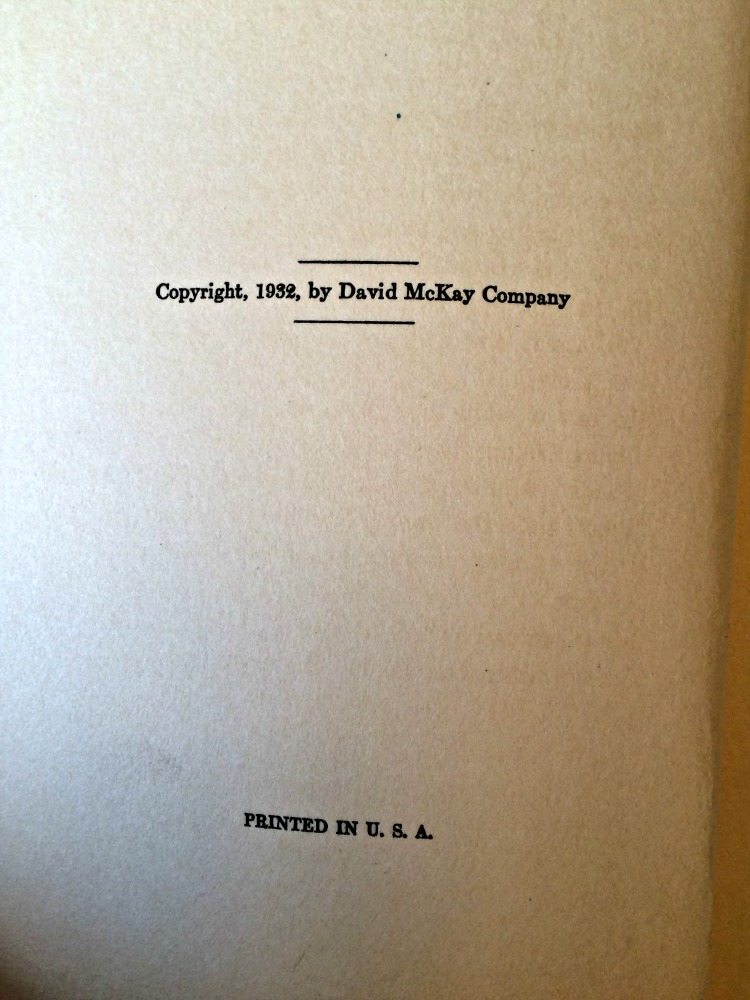 Copyright, 1932, by David McKay Company
PRINTED IN U. S. A.